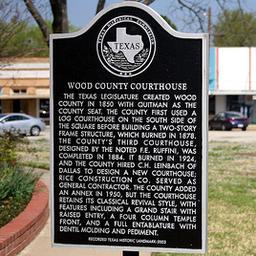 TEXAS HISTORICAL COMMISSION
TEXAS
WOOD COUNTY COURTHOUSE
THE TEXAS LEGISLATURE CREATED WOOD
COUNTY IN 1850 WITH QUITMAN AS THE
COUNTY SEAT. THE COUNTY FIRST USED A
LOG COURTHOUSE ON THE SOUTH SIDE OF
THE SQUARE BEFORE BUILDING A TWO-STORY
FRAME STRUCTURE, WHICH BURNED IN 1878.
THE COUNTY'S THIRD COURTHOUSE,
DESIGNED BY THE NOTED F.E. RUFFINI, WAS
COMPLETED IN 1884. IT BURNED IN 1924,
AND THE COUNTY HIRED C.H. LEINBACH OF
DALLAS TO DESIGN A NEW COURTHOUSE;
RICE CONSTRUCTION CO. SERVED AS
GENERAL CONTRACTOR. THE COUNTY ADDED
AN ANNEX IN 1950, BUT THE COURTHOUSE
RETAINS ITS CLASSICAL REVIVAL STYLE, WITH
FEATURES INCLUDING A GRAND STAIR WITH
RAISED ENTRY, A FOUR COLUMN TEMPLE
FRONT, AND A FULL ENTABLATURE WITH
DENTIL MOLDING AND PEDIMENT.
RECORDED TEXAS HISTORIC LANDMARK-2003